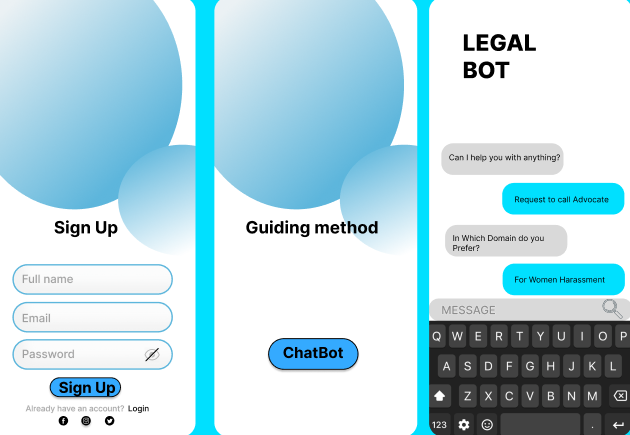 Sign Up
Full name
Email
Password
Sign Up
Already have an account? Login
Guiding method
ChatBot
LEGAL
BOT
Can I help you with anything?
Request to call Advocate
In Which Domain do you
Prefer?
For Women Harassment
MESSAGE
Q W E R T Y U I O P
A S D F G H J K L
Z X C V B N M
123 .